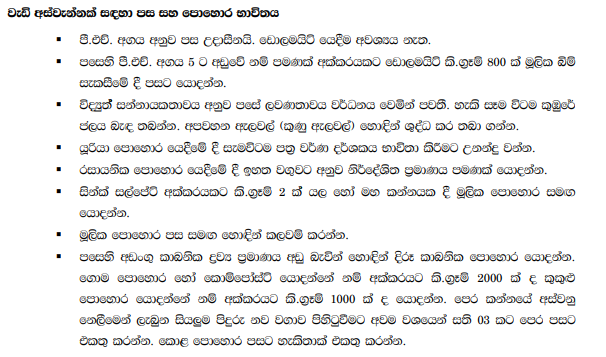 වැඩි අස්වැන්නක් සඳහා පස සහ පොහොර භාවිතය
▪ පී.එච්. අගය අනුව පස උදාසීනයි. ඩොලමයිට් යෙදීම අවශ්‍යය නැත.
▪ පසෙහි පී.එච්. අගය 5 ට අඩුවේ නම් පමණක් අක්කරයකට ඩොලමයිට් කි.ග්‍රෑම් 800 ක් මූලික බිම්
සැකසීමේ දී පසට යොදන්න.
▪ විද්‍යුත් සන්නායකතාවය අනුව පසේ ලවණතාවය වර්ධනය වෙමින් පවතී. හැකි සෑම විටම කුඹුරේ
ජලය බැඳ තබන්න. අපවහන ඇලවල් (කුණු ඇලවල්) හොඳින් ශුද්ධ කර තබා ගන්න.
▪ යූරියා පොහොර යෙදීමේ දී සැමවිටම පත්‍ර වර්ණ දර්ශකය භාවිතා කිරීමට උනන්දු වන්න.
▪ රසායනික පොහොර යෙදීමේ දී ඉහත වගුවට අනුව නිර්දේශිත ප්‍රමාණය පමණක් යොදන්න.
▪ සින්ක් සල්පේට් අක්කරයකට කි.ග්‍රෑම් 2 ක් යල හෝ මහ කන්නයක දී මූලික පොහොර සමඟ
යොදන්න.
▪ මූලික පොහොර පස සමඟ හොඳින් කලවම් කරන්න.
▪ පසෙහි අඩංගු කාබනික ද්‍රව්‍ය ප්‍රමාණය අඩු බැවින් හොඳින් දිරූ කාබනික පොහොර යොදන්න.
ගොම පොහොර හෝ කොම්පෝස්ට් යොදන්නේ නම් අක්කරයට කි.ග්‍රෑම් 2000 ක් ද කුකුළු
පොහොර යොදන්නේ නම් අක්කරයට කි.ග්‍රෑම් 1000 ක් ද යොදන්න. පෙර කන්නයේ අස්වනු
නෙලීමෙන් ලැබුන සියලුම පිදුරු නව වගාව පිහිටුවීමට අවම වශයෙන් සති 03 කට පෙර පසට
එකතු කරන්න. කොළ පොහොර පසට හැකිතාක් එකතු කරන්න.